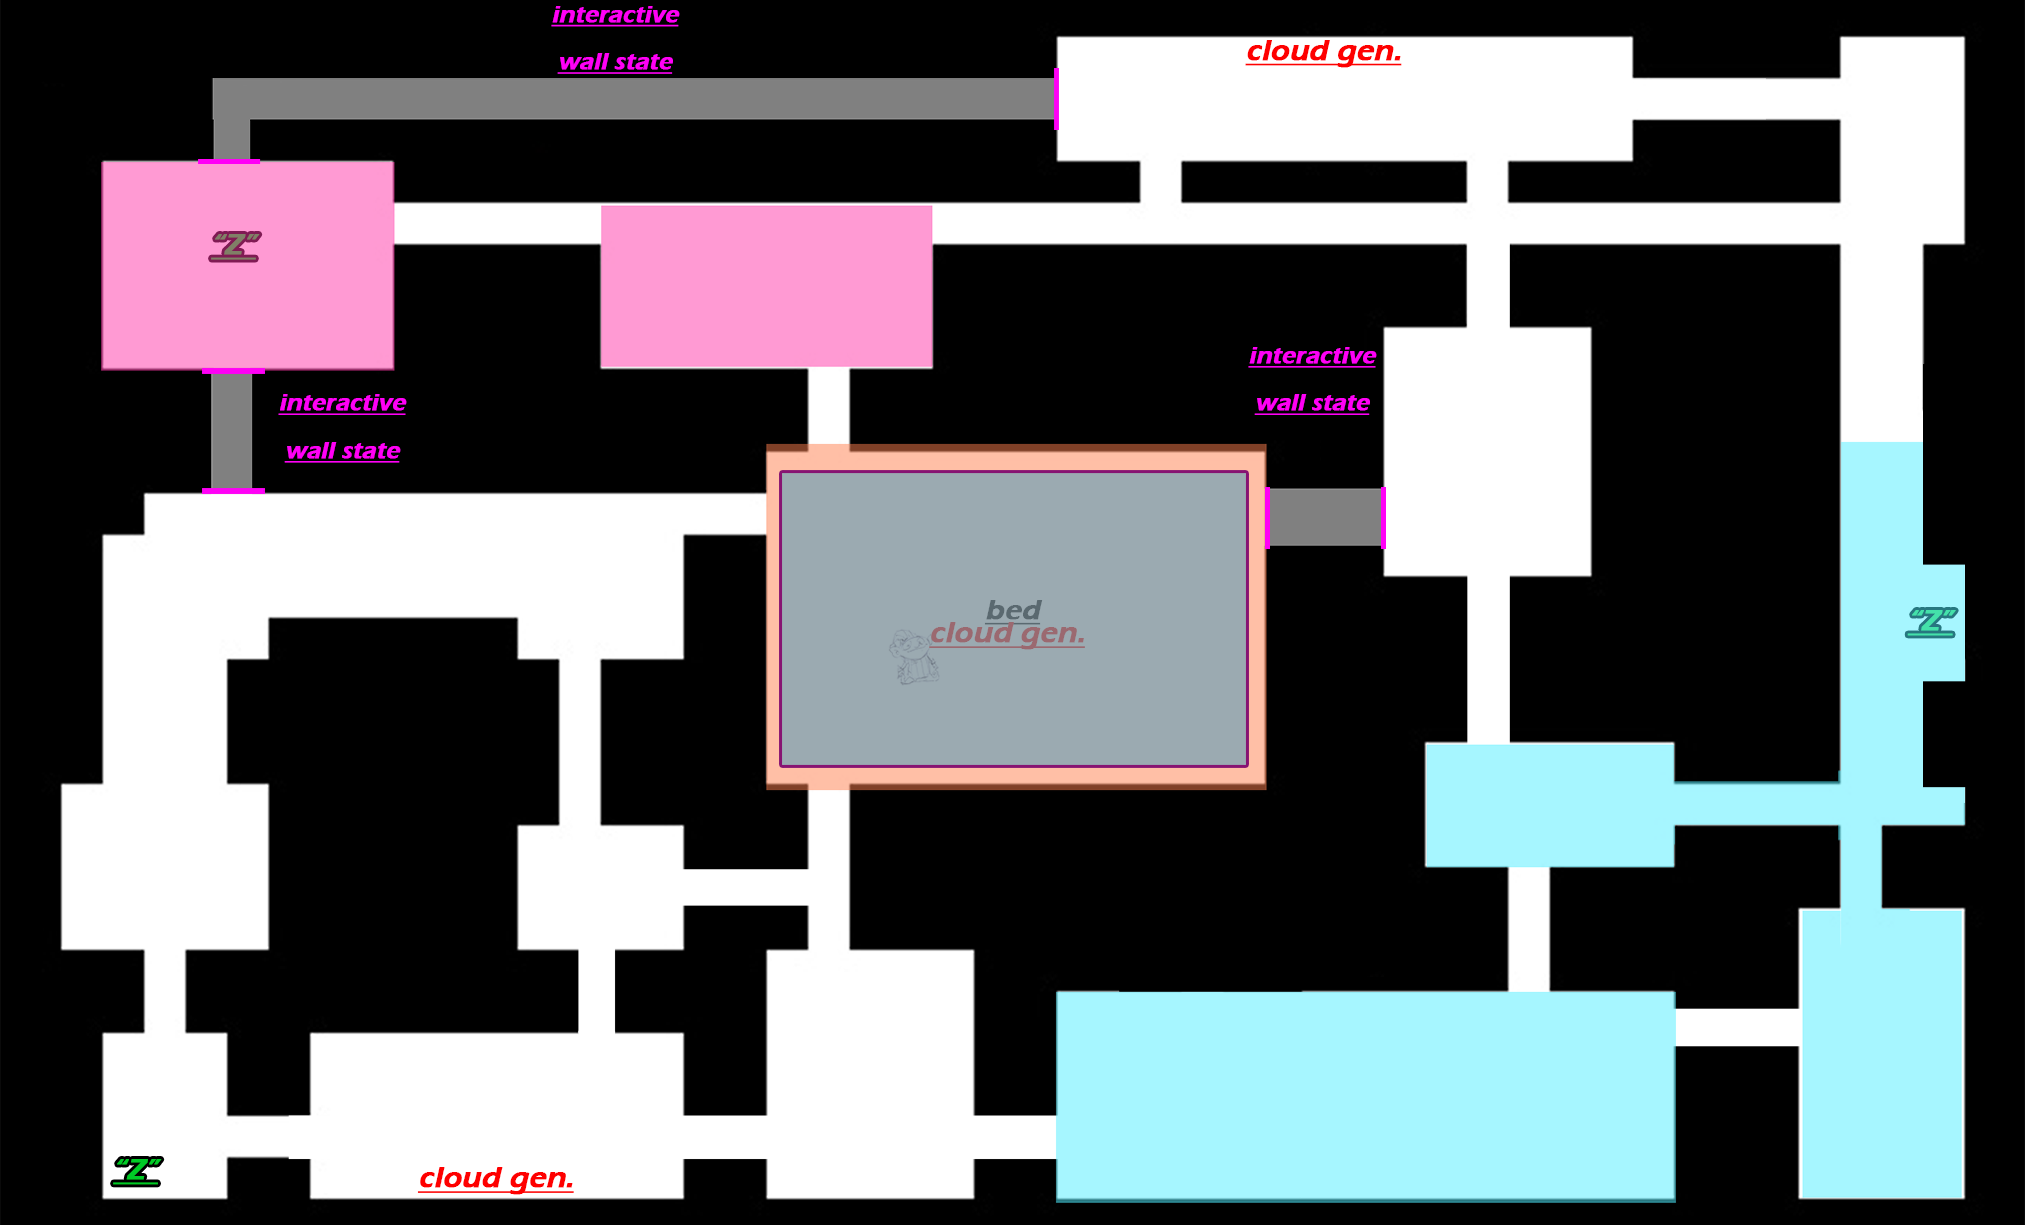 interactive
wall state
cloud gen.
"Z"
interactive
wall state
interactive
wall state
bed
cloud gen.
"Z"
"Z"
cloud gen.